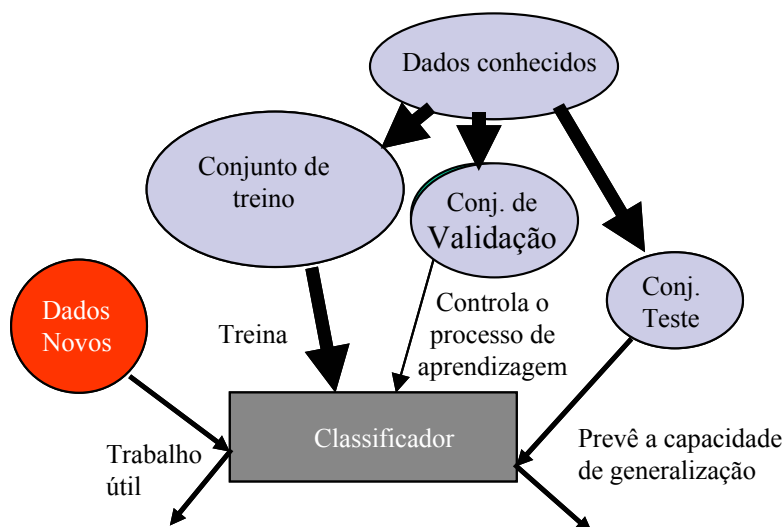 Dados conhecidos
Conjunto de
treino
Conj. de
Validação
Conj.
Teste
Dados
Novos
Treina
Controla o
processo de
aprendizagem
Classificador
Trabalho
útil
Prevê a capacidade
de generalização